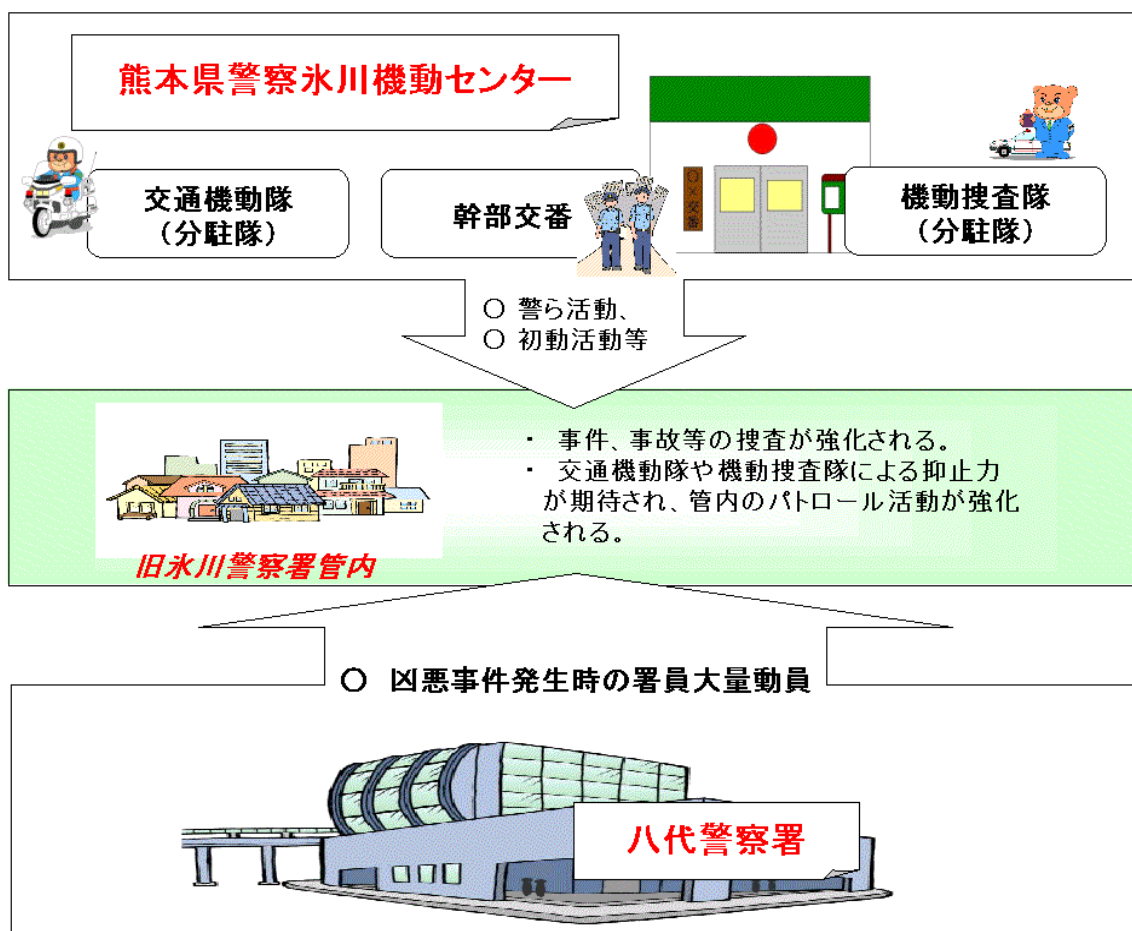 熊本県警察氷川機動センター
交通機動隊
（分駐隊）
幹部交番
〇×交番
機動捜査隊
（分駐隊）
〇 警ら活動、
〇 初動活動等
・ 事件、事故等の捜査が強化される。
・ 交通機動隊や機動捜査隊による抑止力
が期待され、管内のパトロール活動が強化
される。
旧氷川警察署管内
〇 凶悪事件発生時の署員大量動員
八代警察署